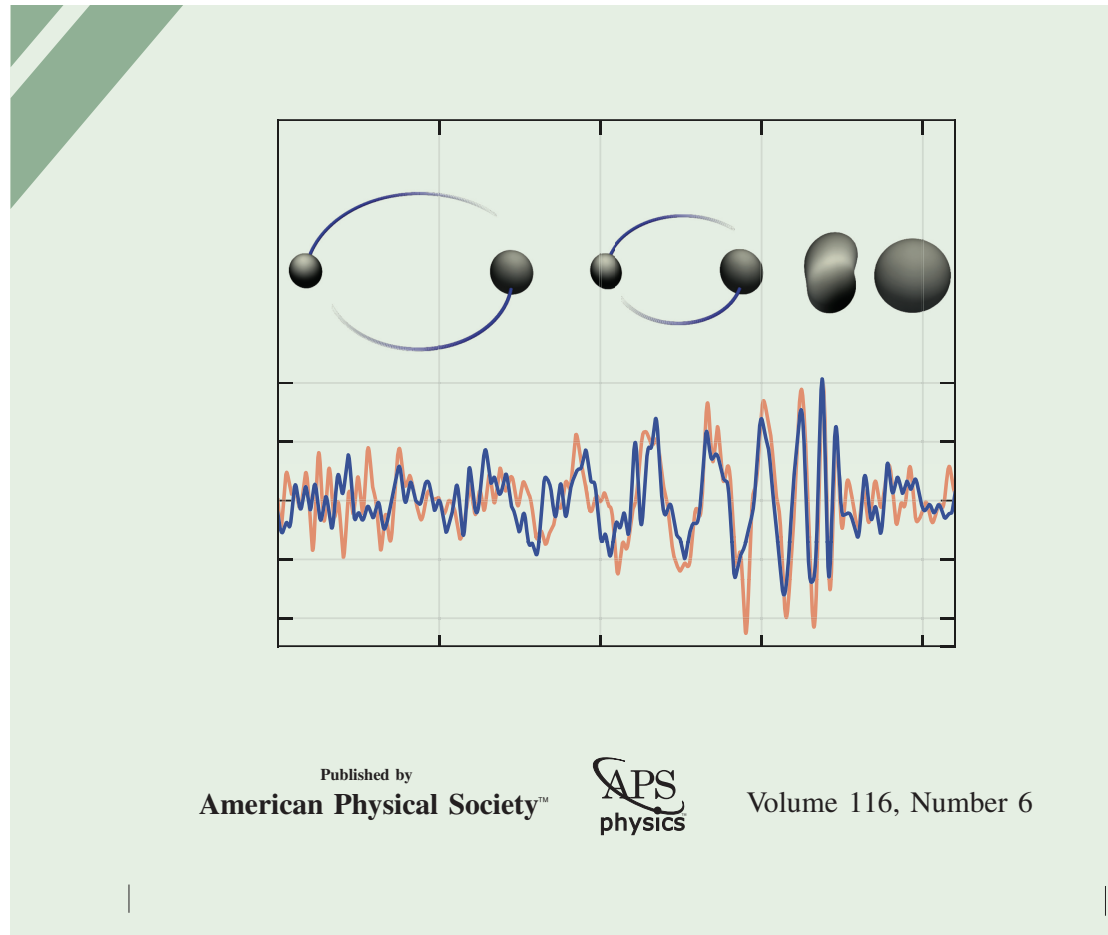 Published by
American Physical Society™
APS
physics
Volume 116, Number 6